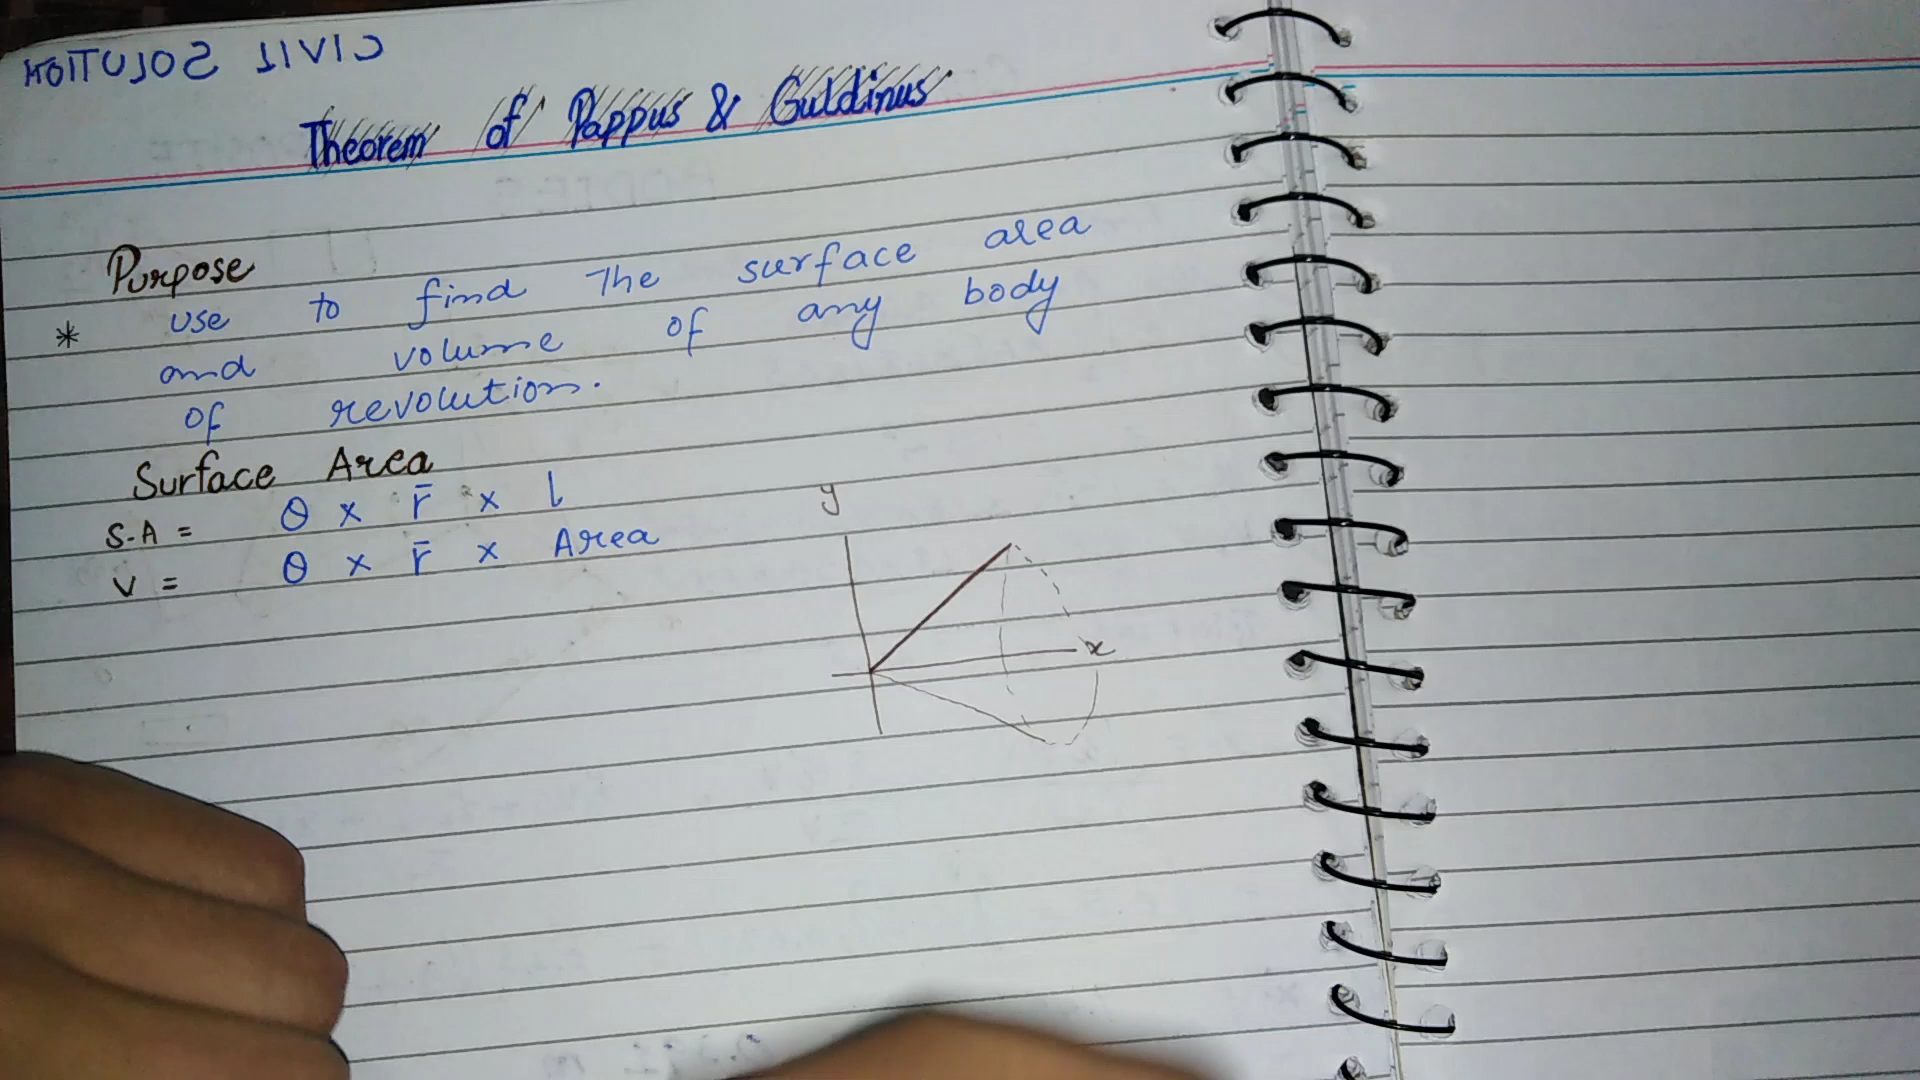 CIVIL SOLUTION
Theorem of Pappus & Guldinus
Purpose
* use to find The surface area
and volume of any body
of revolution.
Surface Area
S.A = θ × r̄ × l
V = θ × r̄ × Area
y
x